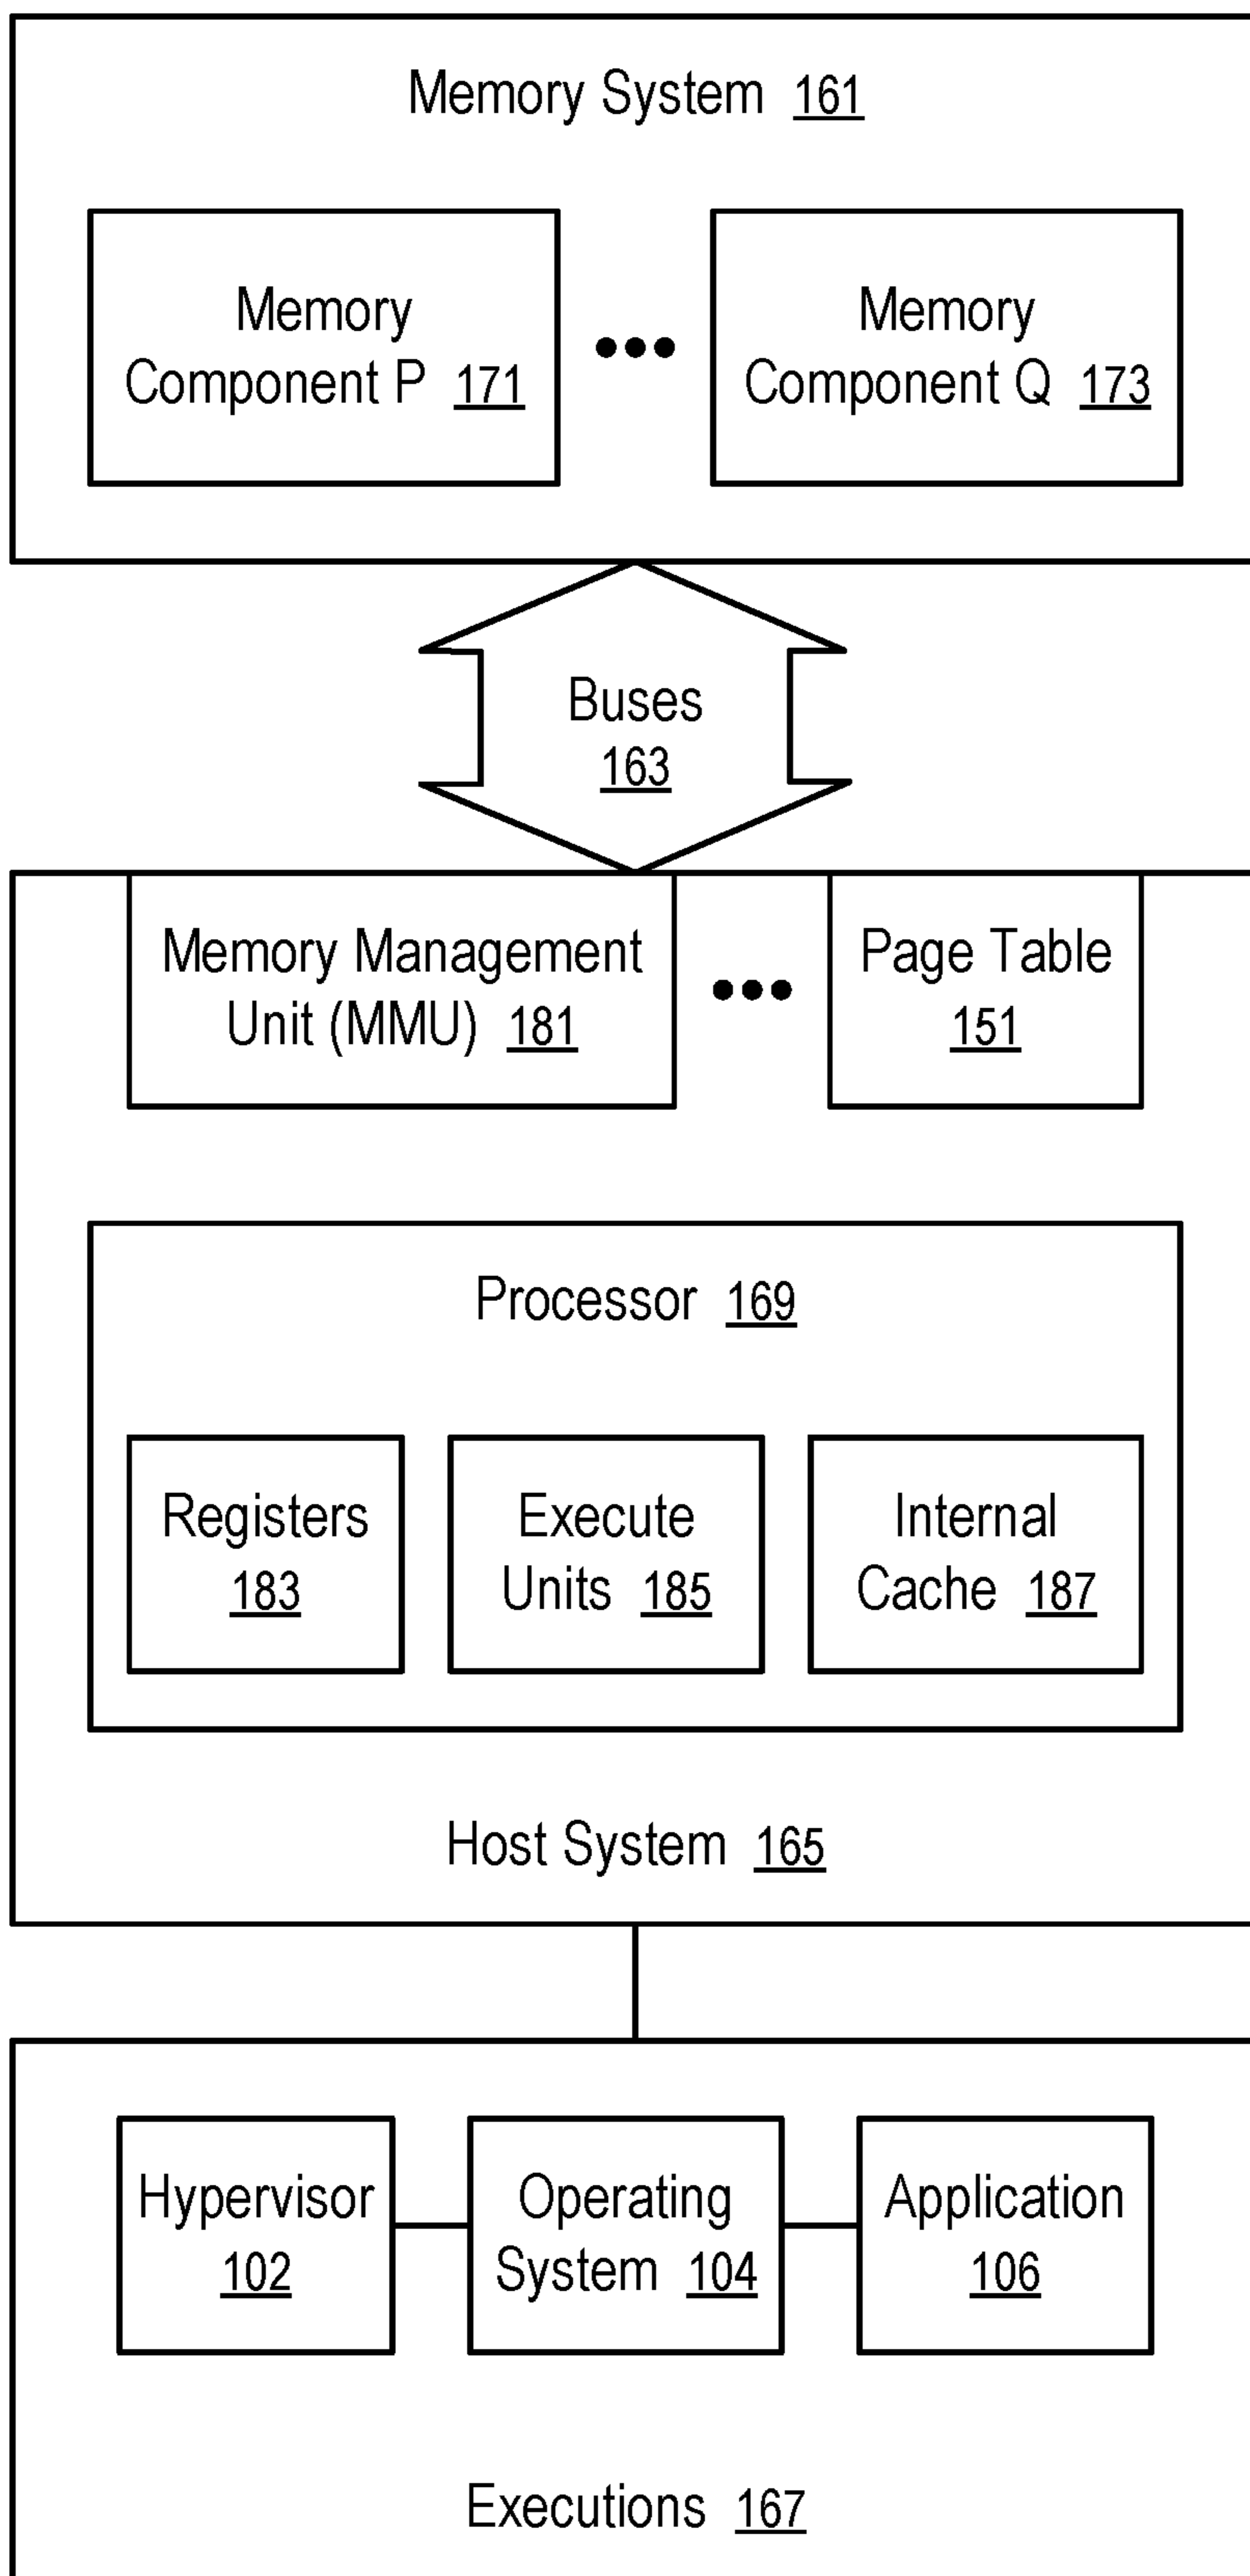 Memory System 161
Memory
Component P 171
Memory
Component Q 173
Buses
163
Memory Management
Unit (MMU) 181
Page Table
151
Processor 169
Registers
183
Execute
Units 185
Internal
Cache 187
Host System 165
Hypervisor
102
Operating
System 104
Application
106
Executions 167